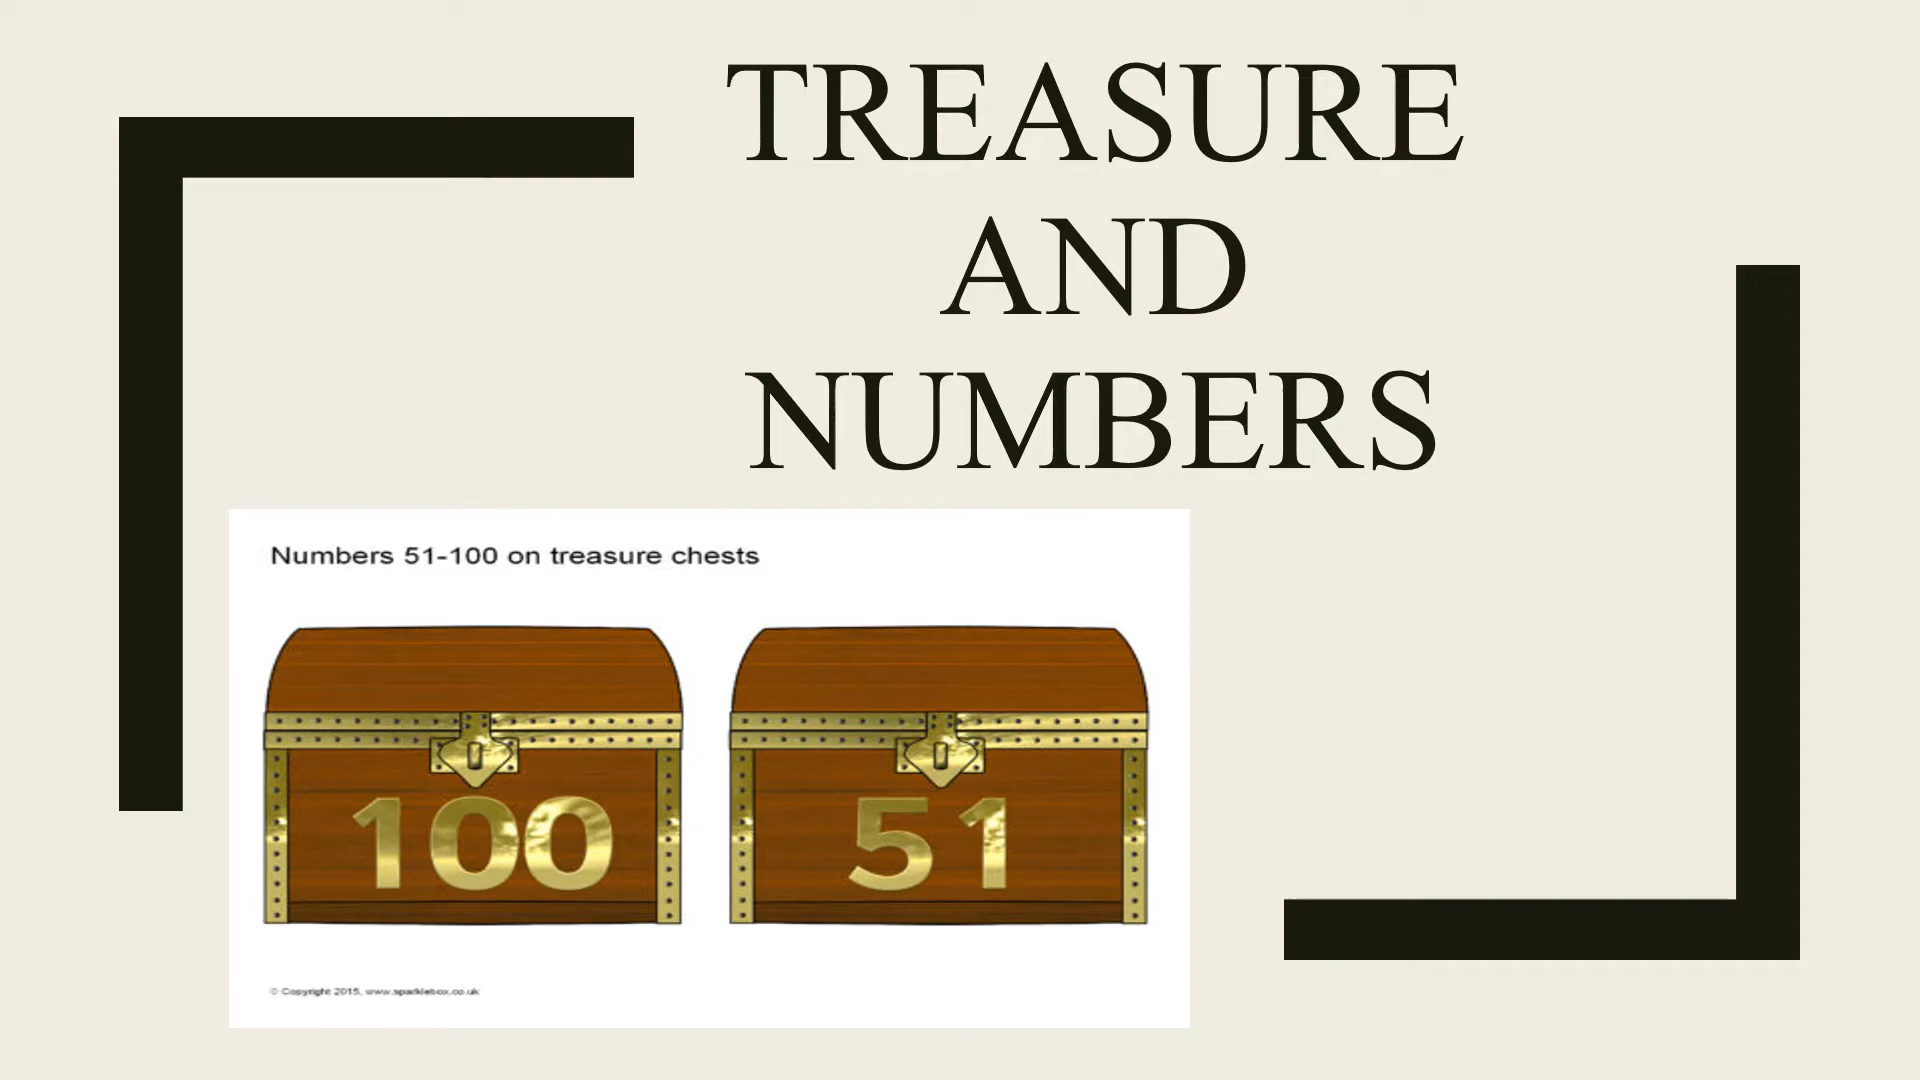 TREASURE
AND
NUMBERS
Numbers 51-100 on treasure chests
100
51
© Copyright 2015, www.sparklebox.co.uk